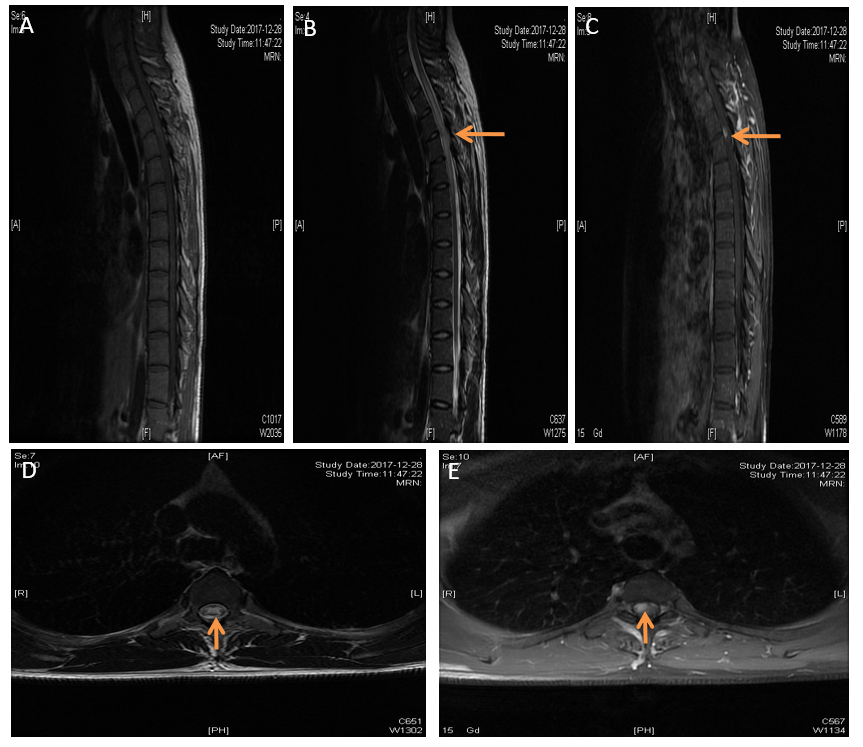 Se:6
A
[H]
Study Date:2017-12-28
Study Time:11:47:22
MRN:
[A]
[P]
[F]
C1017
W2035
Se:4
B
[H]
Study Date:2017-12-28
Study Time:11:47:22
MRN:
[A]
[P]
[F]
C637
W1275
C
[H]
Study Date:2017-12-28
Study Time:11:47:22
MRN:
[A]
[P]
15 Gd
[F]
C589
W1178
Se:7
D
[AF]
Study Date:2017-12-28
Study Time:11:47:22
MRN:
[R]
[L]
[PH]
C651
W1302
Se:10
E
[AF]
Study Date:2017-12-28
Study Time:11:47:22
MRN:
[R]
[L]
15 Gd
[PH]
C567
W1134